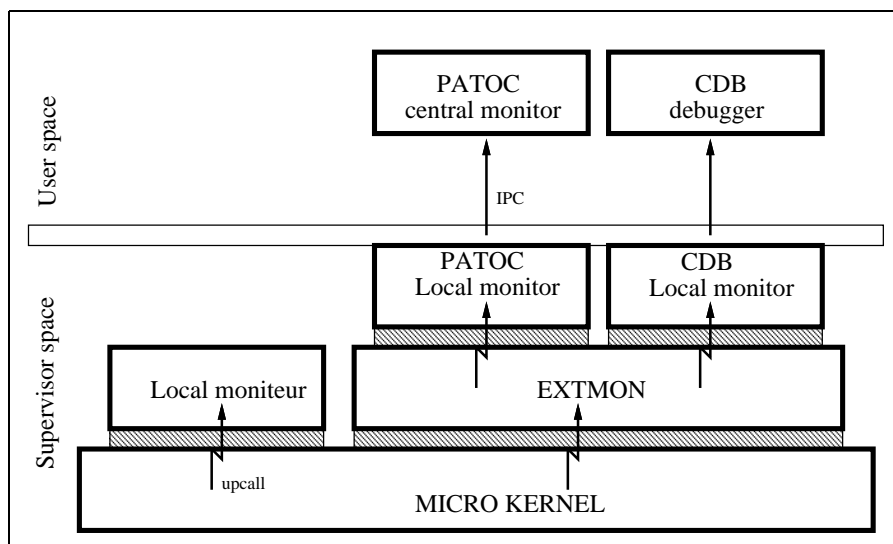 PATOC
central monitor
CDB
debugger
User space
IPC
PATOC
Local monitor
CDB
Local monitor
Supervisor space
Local moniteur
EXTMON
upcall
MICRO KERNEL